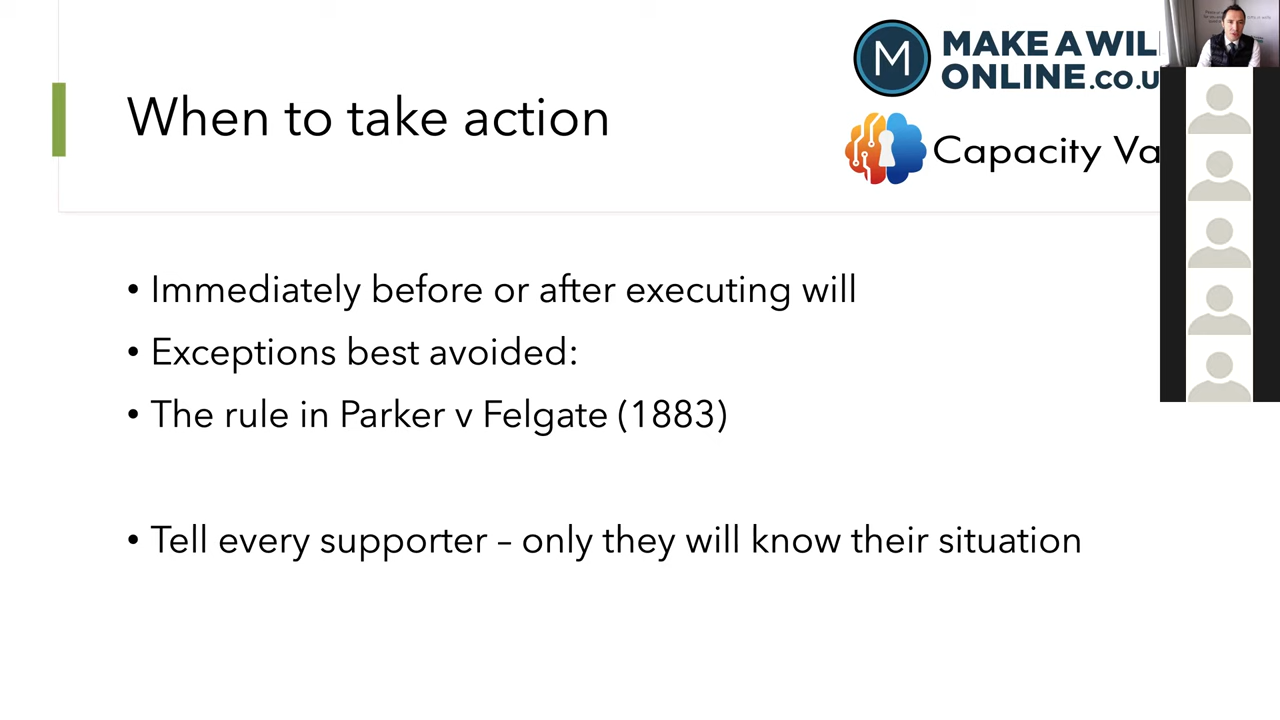 MAKE A WIL
ONLINE.co.u
When to take action
Capacity Va
• Immediately before or after executing will
• Exceptions best avoided:
• The rule in Parker v Felgate (1883)
• Tell every supporter – only they will know their situation